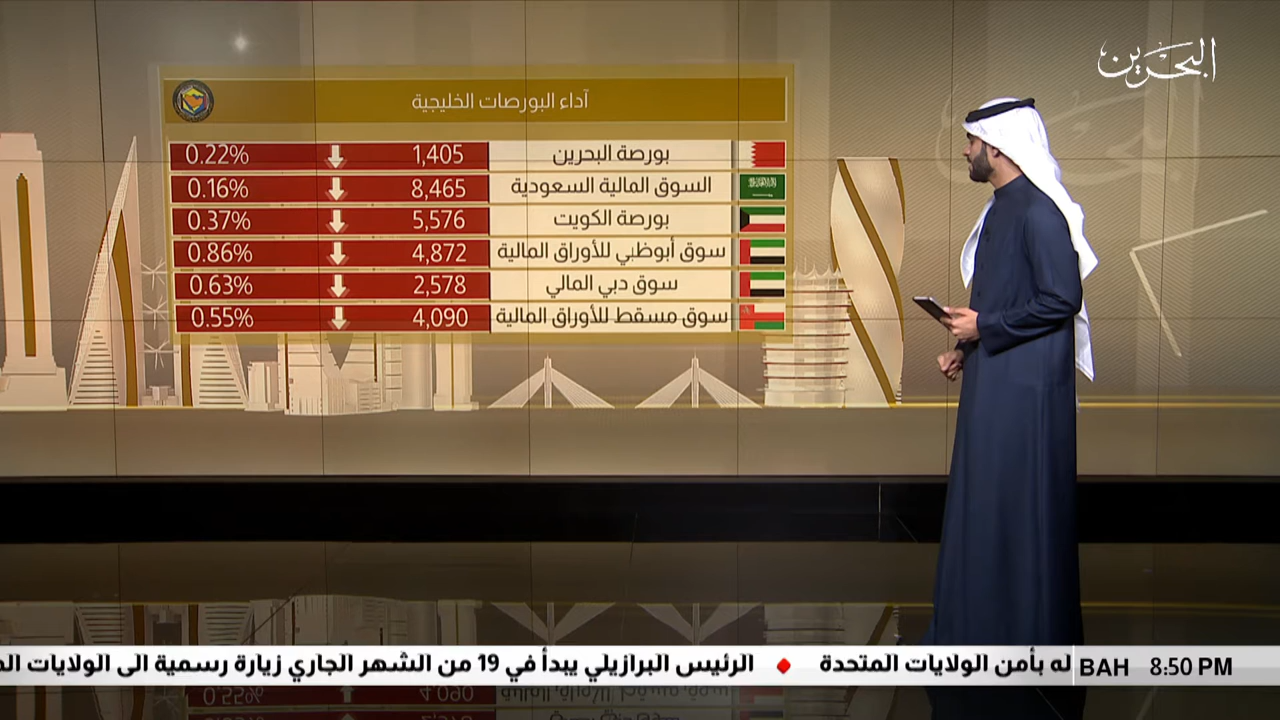 البحرين
آداء البورصات الخليجية
بورصة البحرين 1,405 0.22%
السوق المالية السعودية 8,465 0.16%
بورصة الكويت 5,576 0.37%
سوق أبوظبي للأوراق المالية 4,872 0.86%
سوق دبي المالي 2,578 0.63%
سوق مسقط للأوراق المالية 4,090 0.55%
BAH 8:50 PM
له بأمن الولايات المتحدة
الرئيس البرازيلي يبدأ في 19 من الشهر الجاري زيارة رسمية الى الولايات